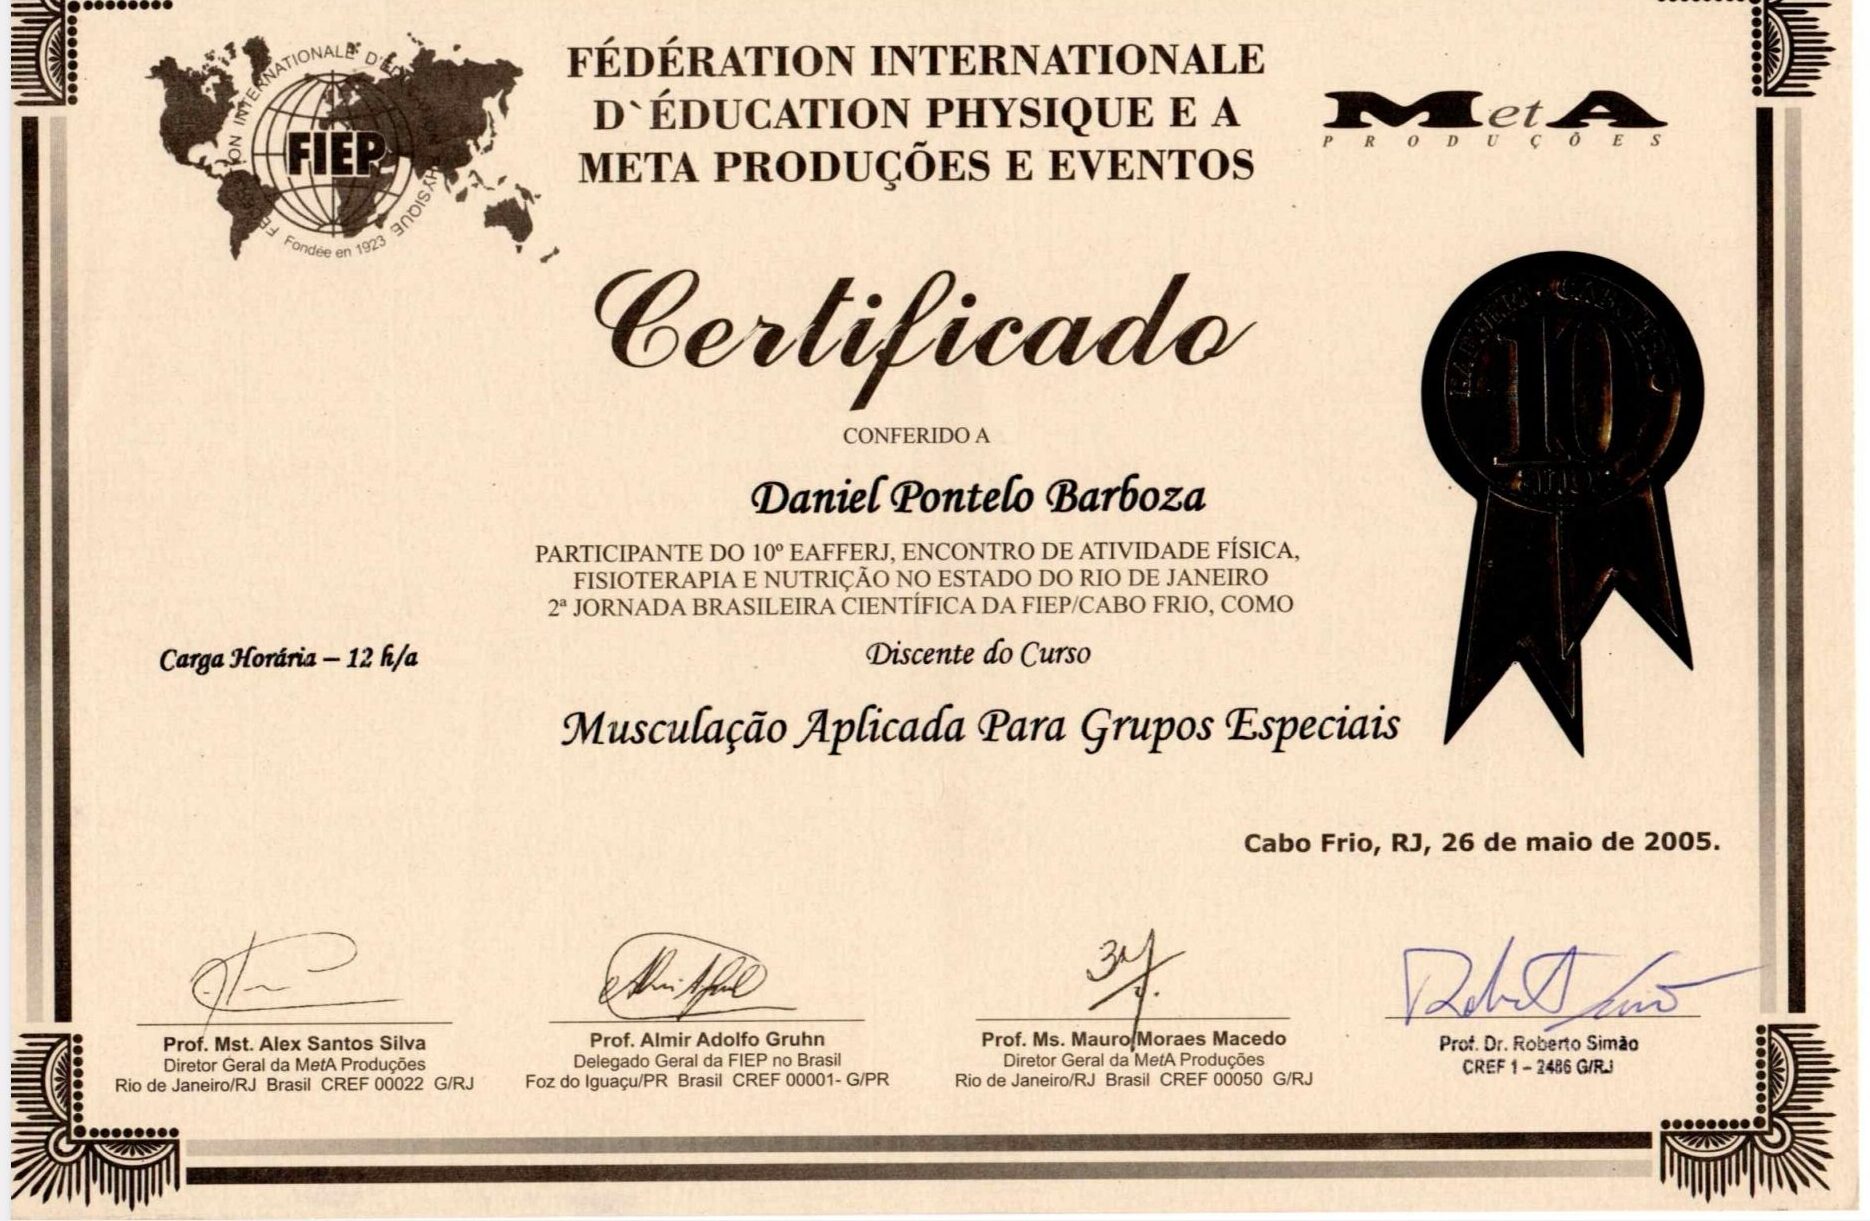 FÉDÉRATION INTERNATIONALE D'ÉDUCATION PHYSIQUE
FIEP
Fondée en 1923
FÉDÉRATION INTERNATIONALE
D`ÉDUCATION PHYSIQUE E A
META PRODUÇÕES E EVENTOS
MetA
PRODUÇÕES
Certificado
10
CONFERIDO A
Daniel Pontelo Barboza
PARTICIPANTE DO 10º EAFFERJ, ENCONTRO DE ATIVIDADE FÍSICA,
FISIOTERAPIA E NUTRIÇÃO NO ESTADO DO RIO DE JANEIRO
2ª JORNADA BRASILEIRA CIENTÍFICA DA FIEP/CABO FRIO, COMO
Carga Horária – 12 h/a
Discente do Curso
Musculação Aplicada Para Grupos Especiais
Cabo Frio, RJ, 26 de maio de 2005.
Prof. Mst. Alex Santos Silva
Diretor Geral da MetA Produções
Rio de Janeiro/RJ Brasil CREF 00022 G/RJ
Prof. Almir Adolfo Gruhn
Delegado Geral da FIEP no Brasil
Foz do Iguaçu/PR Brasil CREF 00001- G/PR
Prof. Ms. Mauro Moraes Macedo
Diretor Geral da MetA Produções
Rio de Janeiro/RJ Brasil CREF 00050 G/RJ
Prof. Dr. Roberto Simão
CREF 1 - 2486 G/RJ